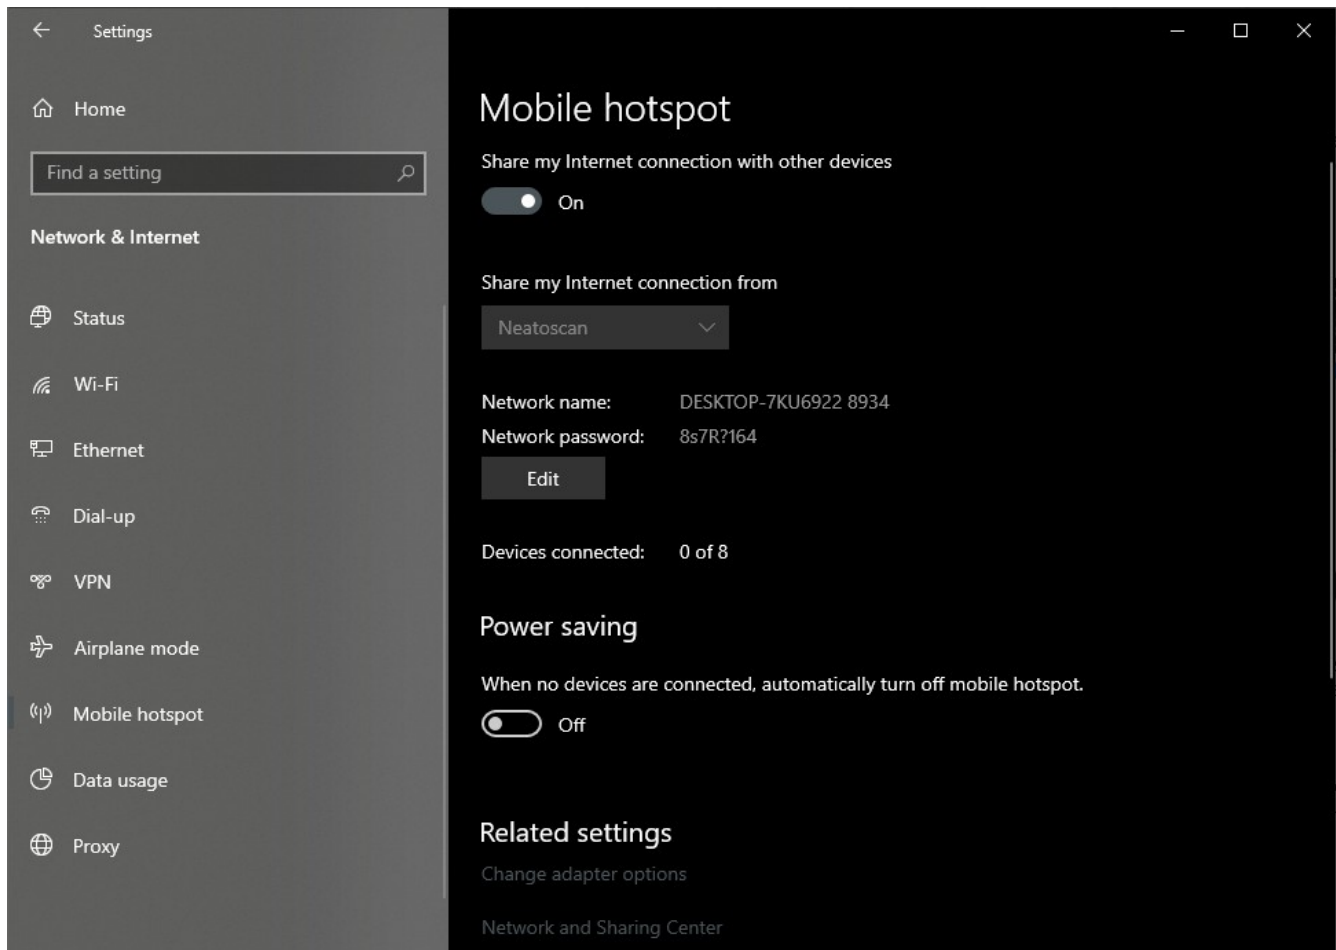 Settings
Home
Find a setting
Network & Internet
Status
Wi-Fi
Ethernet
Dial-up
VPN
Airplane mode
Mobile hotspot
Data usage
Proxy
Mobile hotspot
Share my Internet connection with other devices
On
Share my Internet connection from
Neatoscan
Network name: DESKTOP-7KU6922 8934
Network password: 8s7R?164
Edit
Devices connected: 0 of 8
Power saving
When no devices are connected, automatically turn off mobile hotspot.
Off
Related settings
Change adapter options
Network and Sharing Center